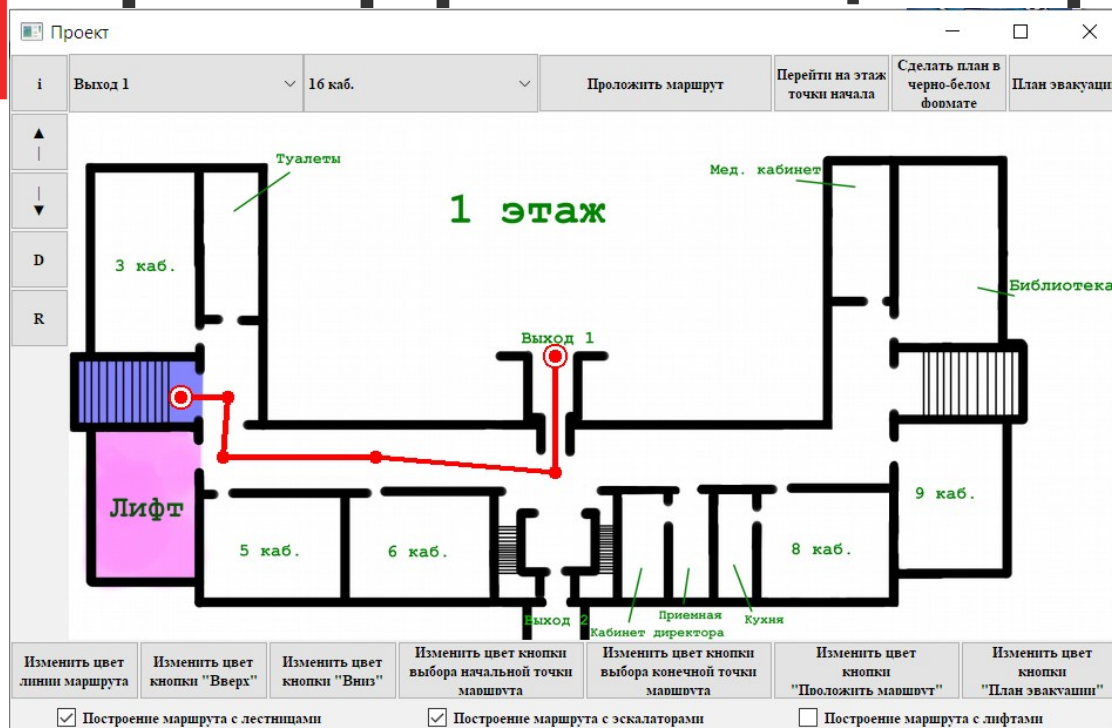 Проект
i
Выход 1
16 каб.
Проложить маршрут
Перейти на этаж
точки начала
Сделать план в
черно-белом
формате
План эвакуации
D
R
Туалеты
Мед. кабинет
1 этаж
3 каб.
Библиотека
Выход 1
Лифт
9 каб.
5 каб.
6 каб.
8 каб.
Выход 2
Приемная
Кухня
Кабинет директора
Изменить цвет
линии маршрута
Изменить цвет
кнопки "Вверх"
Изменить цвет
кнопки "Вниз"
Изменить цвет кнопки
выбора начальной точки
маршрута
Изменить цвет кнопки
выбора конечной точки
маршрута
Изменить цвет
кнопки
"Проложить маршрут"
Изменить цвет
кнопки
"План эвакуации"
Построение маршрута с лестницами
Построение маршрута с эскалаторами
Построение маршрута с лифтами